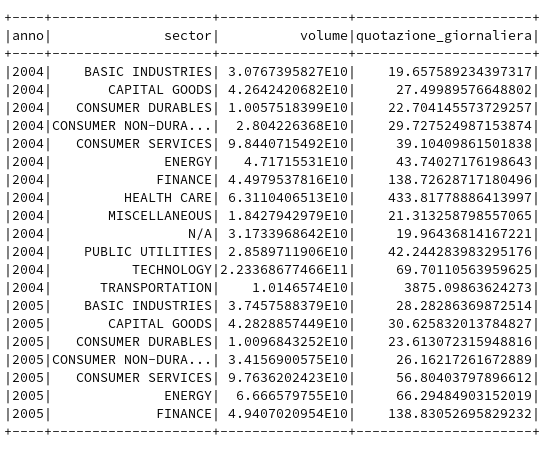 +----+--------------------+----------------+----------------------+
|anno|              sector|          volume|quotazione_giornaliera|
+----+--------------------+----------------+----------------------+
|2004|    BASIC INDUSTRIES| 3.0767395827E10|    19.657589234397317|
|2004|       CAPITAL GOODS| 4.2642420682E10|     27.49989576648802|
|2004|   CONSUMER DURABLES| 1.0057518399E10|    22.704145573729257|
|2004|CONSUMER NON-DURA...|  2.804226368E10|    29.727524987153874|
|2004|   CONSUMER SERVICES| 9.8440715492E10|     39.10409861501838|
|2004|              ENERGY|   4.71715531E10|     43.74027176198643|
|2004|             FINANCE| 4.4979537816E10|    138.72628717180496|
|2004|         HEALTH CARE| 6.3110406513E10|    433.81778886413997|
|2004|       MISCELLANEOUS| 1.8427942979E10|    21.313258798557065|
|2004|                 N/A| 3.1733968642E10|     19.96436814167221|
|2004|    PUBLIC UTILITIES| 2.8589711906E10|    42.244283983295176|
|2004|          TECHNOLOGY|2.23368677466E11|     69.70110563959625|
|2004|      TRANSPORTATION|    1.0146574E10|     3875.09863624273|
|2005|    BASIC INDUSTRIES| 3.7457588379E10|     28.28286369872514|
|2005|       CAPITAL GOODS| 4.2828857449E10|    30.625832013784827|
|2005|   CONSUMER DURABLES| 1.0096843252E10|    23.613072315948816|
|2005|CONSUMER NON-DURA...| 3.4156900575E10|     26.16217261672889|
|2005|   CONSUMER SERVICES| 9.7636202423E10|     56.80403797896612|
|2005|              ENERGY|  6.666579755E10|     66.29484903152019|
|2005|             FINANCE| 4.9407020954E10|    138.83052695829232|
+----+--------------------+----------------+----------------------+